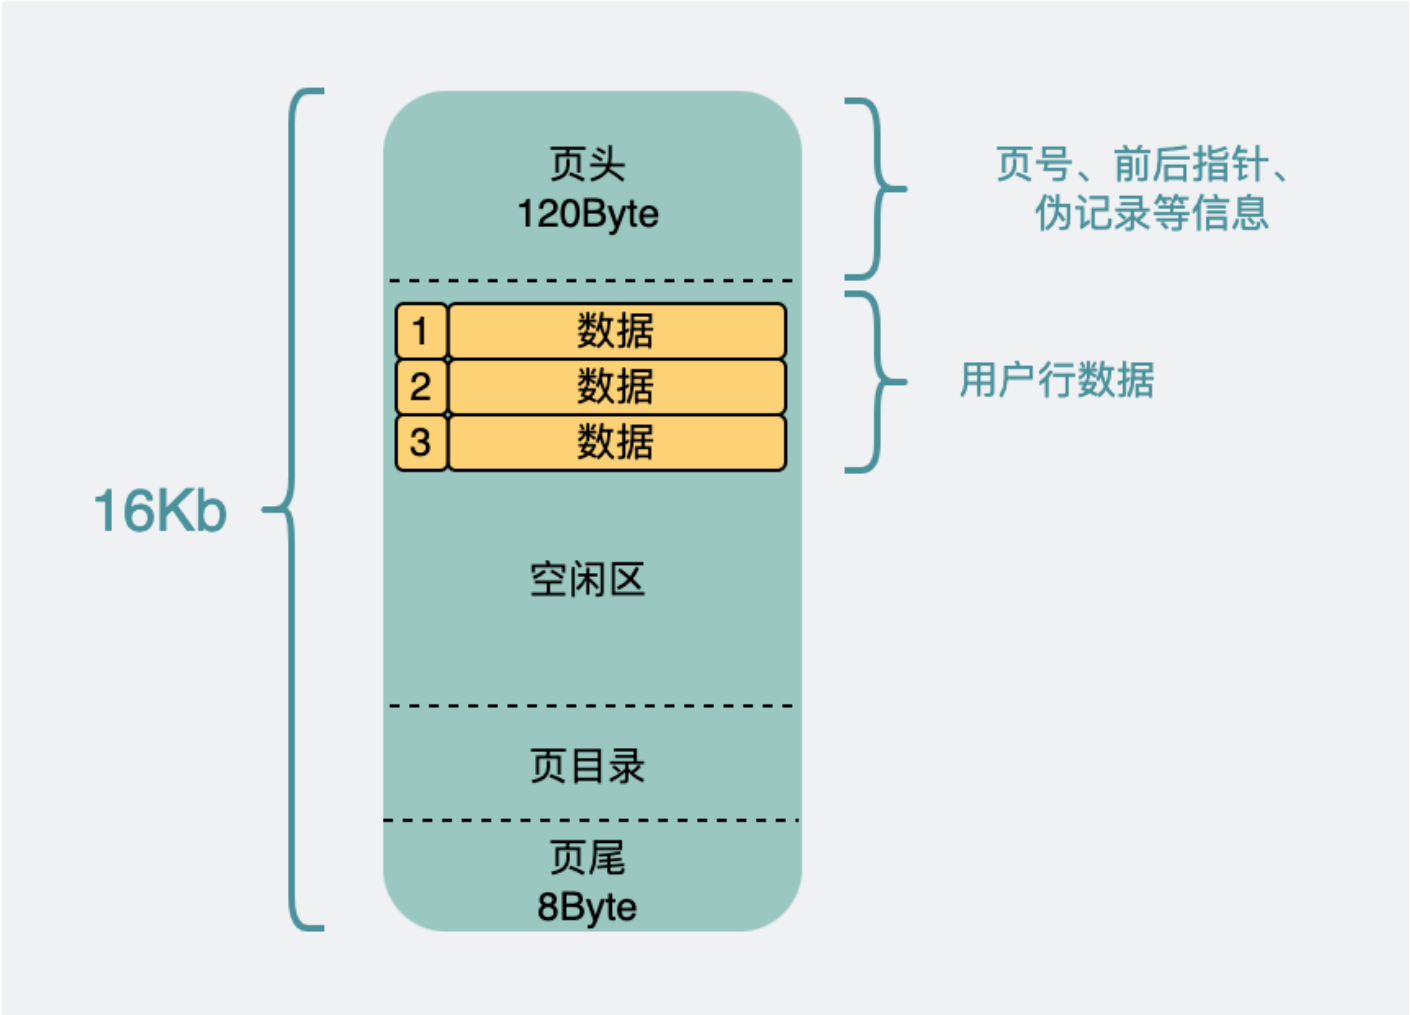 页头
120Byte
页号、前后指针、
伪记录等信息
1 数据
2 数据
3 数据
用户行数据
16Kb
空闲区
页目录
页尾
8Byte